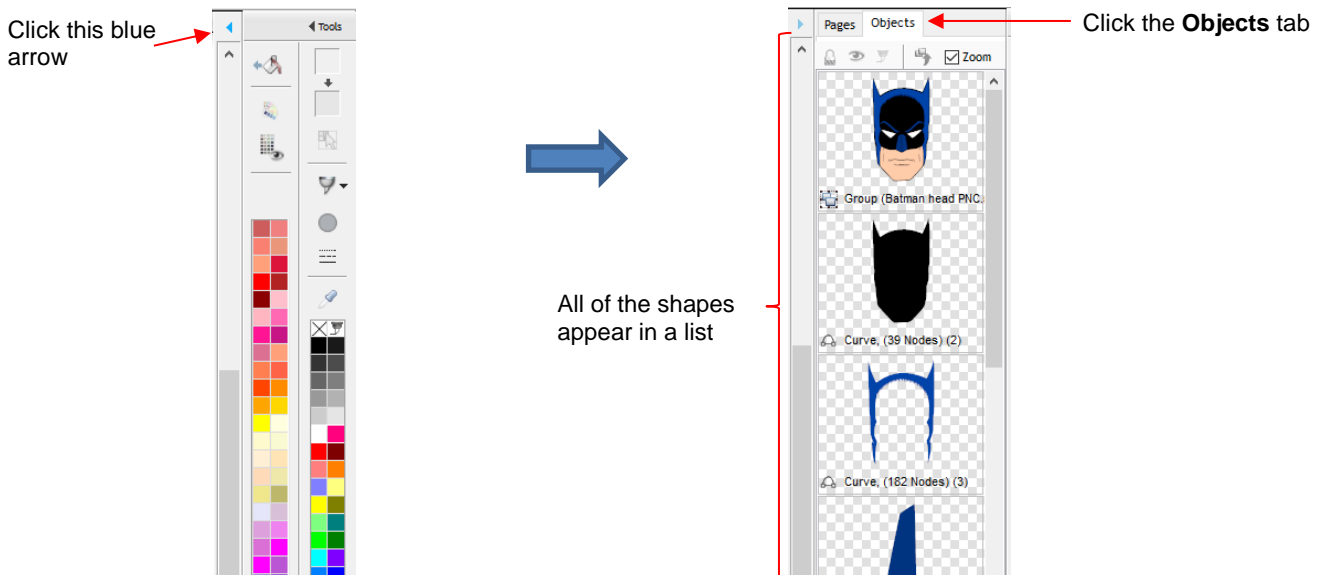 Click this blue
arrow
Tools
Pages Objects
Click the Objects tab
Zoom
Group (Batman head PNC.
All of the shapes
appear in a list
Curve, (39 Nodes) (2)
Curve, (182 Nodes) (3)